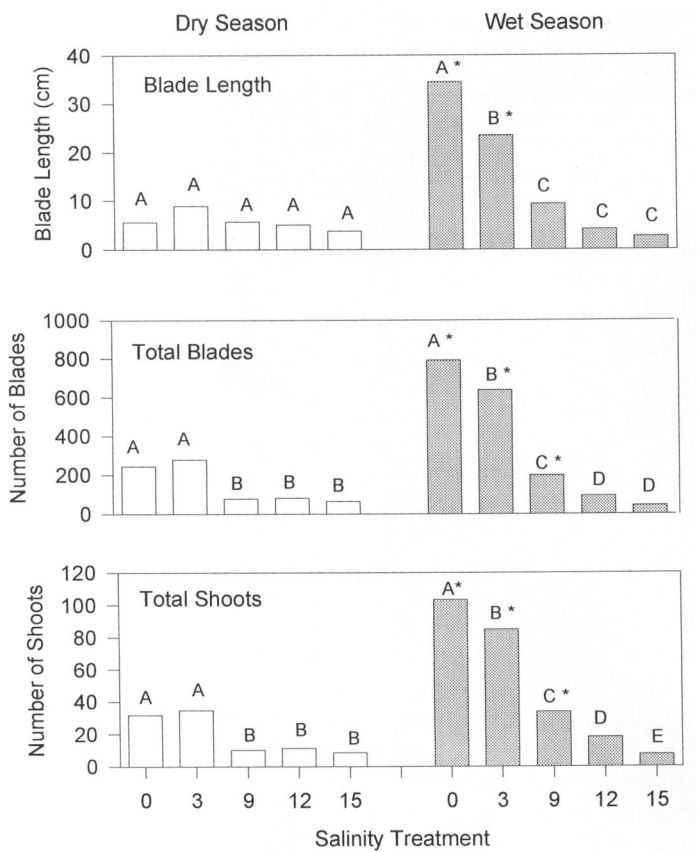 Dry Season Wet Season
Blade Length (cm)
40
30
20
10
0
Blade Length
A A A A A
A * B * C C C
Number of Blades
1000
800
600
400
200
0
Total Blades
A A B B B
A * B * C * D D
Number of Shoots
120
100
80
60
40
20
0
Total Shoots
A A B B B
A* B * C * D E
0 3 9 12 15 0 3 9 12 15
Salinity Treatment